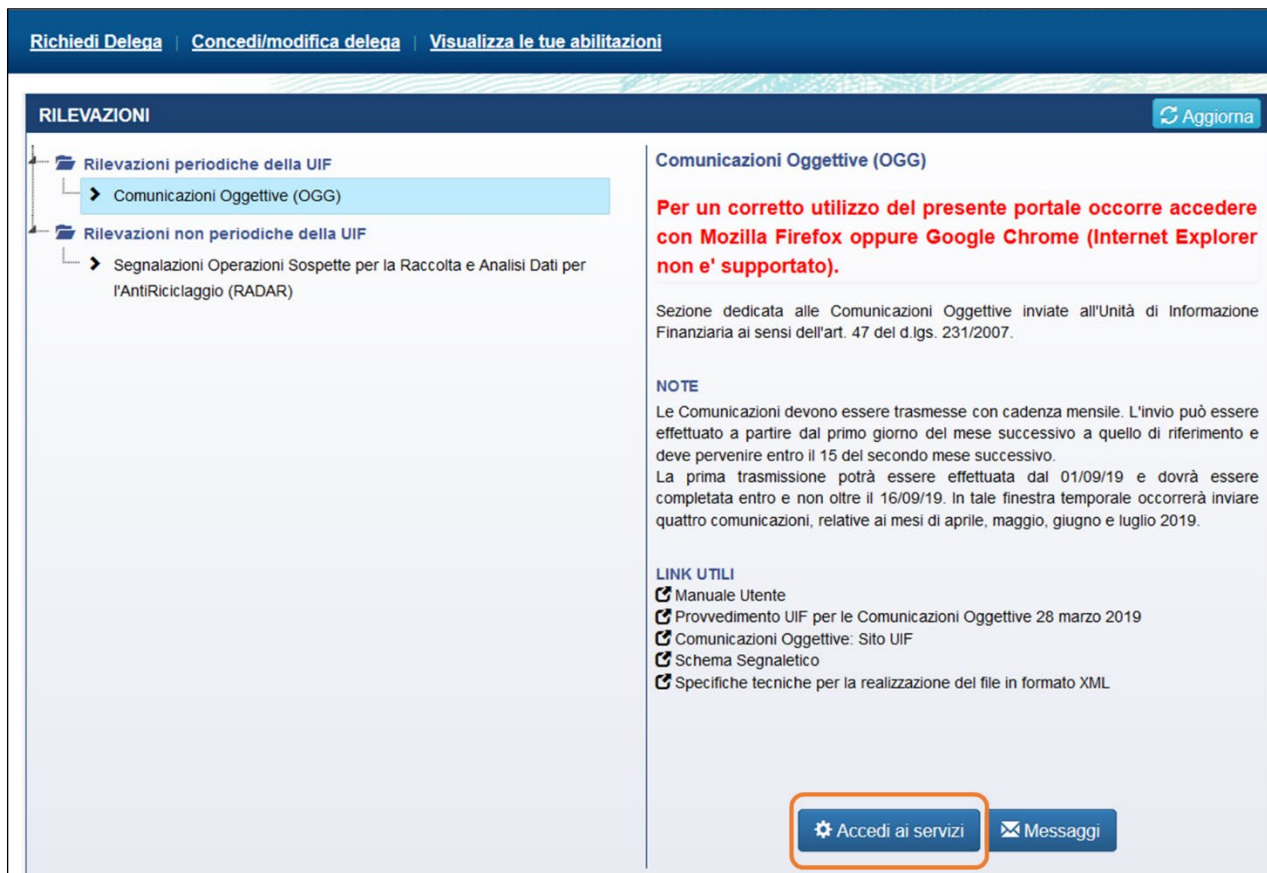 Richiedi Delega | Concedi/modifica delega | Visualizza le tue abilitazioni
RILEVAZIONI
Aggiorna
Rilevazioni periodiche della UIF
Comunicazioni Oggettive (OGG)
Rilevazioni non periodiche della UIF
Segnalazioni Operazioni Sospette per la Raccolta e Analisi Dati per
l'AntiRiciclaggio (RADAR)
Comunicazioni Oggettive (OGG)
Per un corretto utilizzo del presente portale occorre accedere
con Mozilla Firefox oppure Google Chrome (Internet Explorer
non e' supportato).
Sezione dedicata alle Comunicazioni Oggettive inviate all'Unità di Informazione
Finanziaria ai sensi dell'art. 47 del d.lgs. 231/2007.
NOTE
Le Comunicazioni devono essere trasmesse con cadenza mensile. L'invio può essere
effettuato a partire dal primo giorno del mese successivo a quello di riferimento e
deve pervenire entro il 15 del secondo mese successivo.
La prima trasmissione potrà essere effettuata dal 01/09/19 e dovrà essere
completata entro e non oltre il 16/09/19. In tale finestra temporale occorrerà inviare
quattro comunicazioni, relative ai mesi di aprile, maggio, giugno e luglio 2019.
LINK UTILI
Manuale Utente
Provvedimento UIF per le Comunicazioni Oggettive 28 marzo 2019
Comunicazioni Oggettive: Sito UIF
Schema Segnaletico
Specifiche tecniche per la realizzazione del file in formato XML
Accedi ai servizi
Messaggi